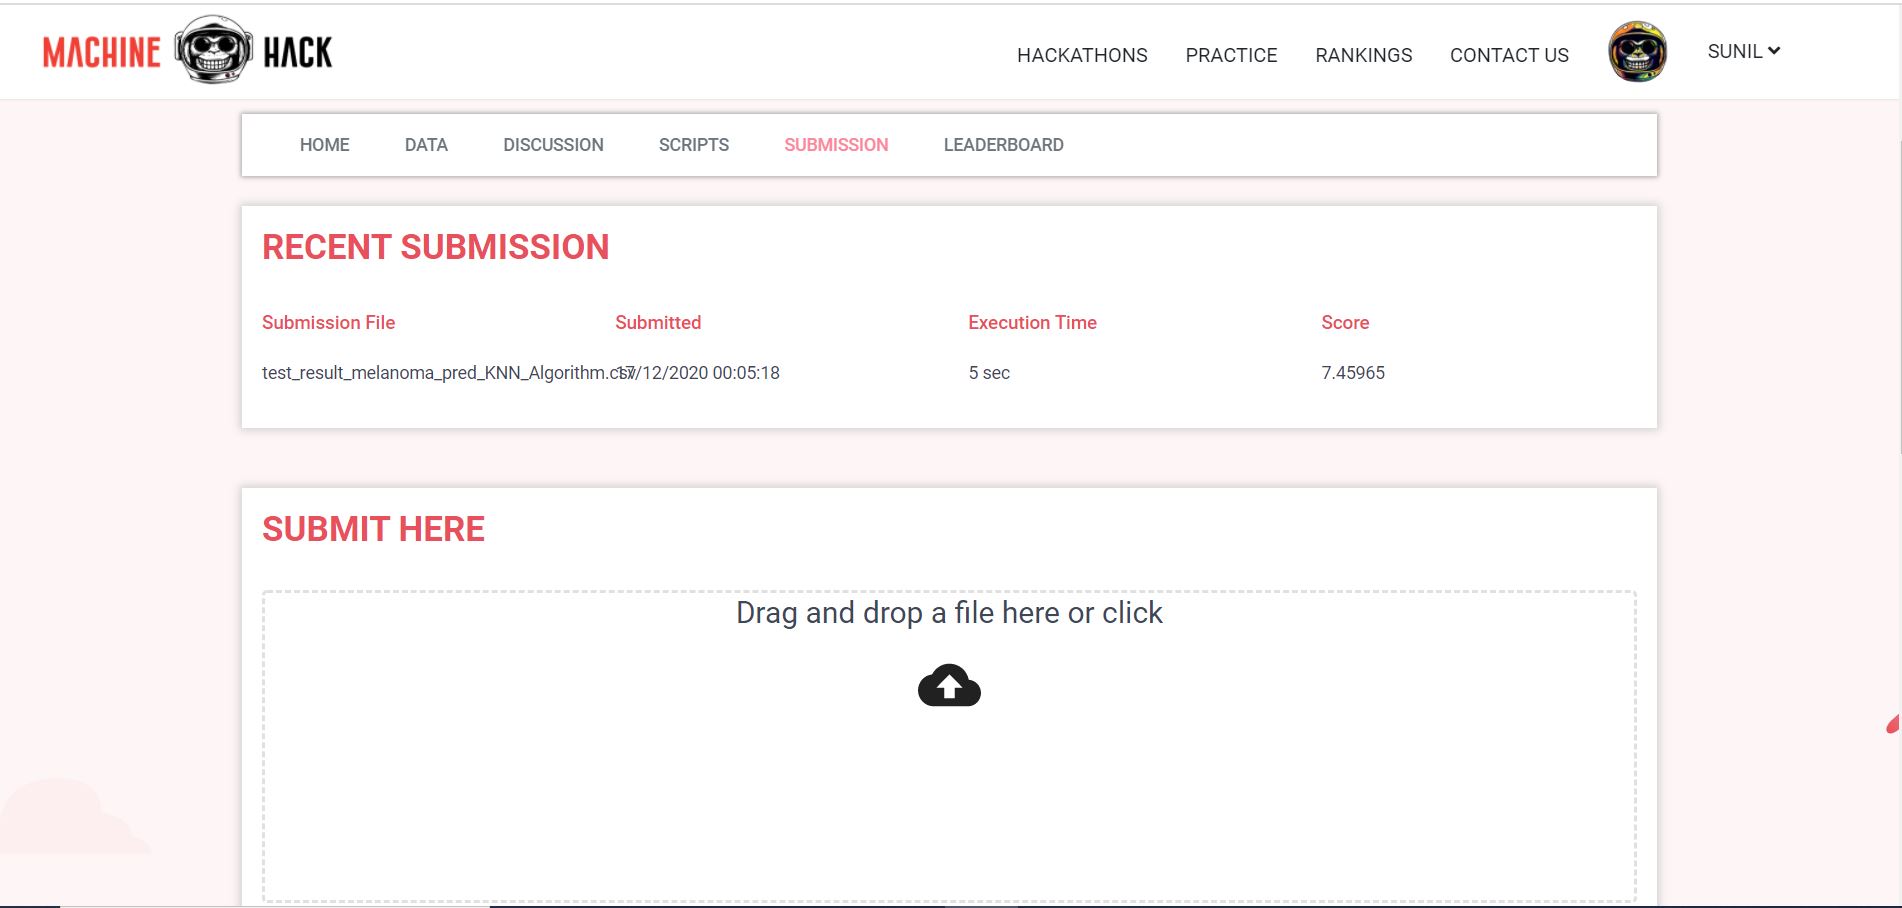 MACHINE HACK
HACKATHONS PRACTICE RANKINGS CONTACT US SUNIL
HOME DATA DISCUSSION SCRIPTS SUBMISSION LEADERBOARD
RECENT SUBMISSION
Submission File Submitted Execution Time Score
test_result_melanoma_pred_KNN_Algorithm.csv 17/12/2020 00:05:18 5 sec 7.45965
SUBMIT HERE
Drag and drop a file here or click